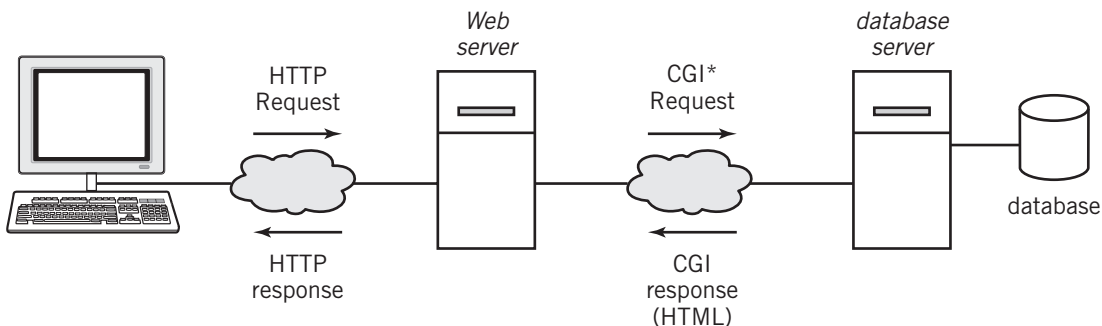 Web
server
database
server
HTTP
Request
CGI*
Request
database
HTTP
response
CGI
response
(HTML)